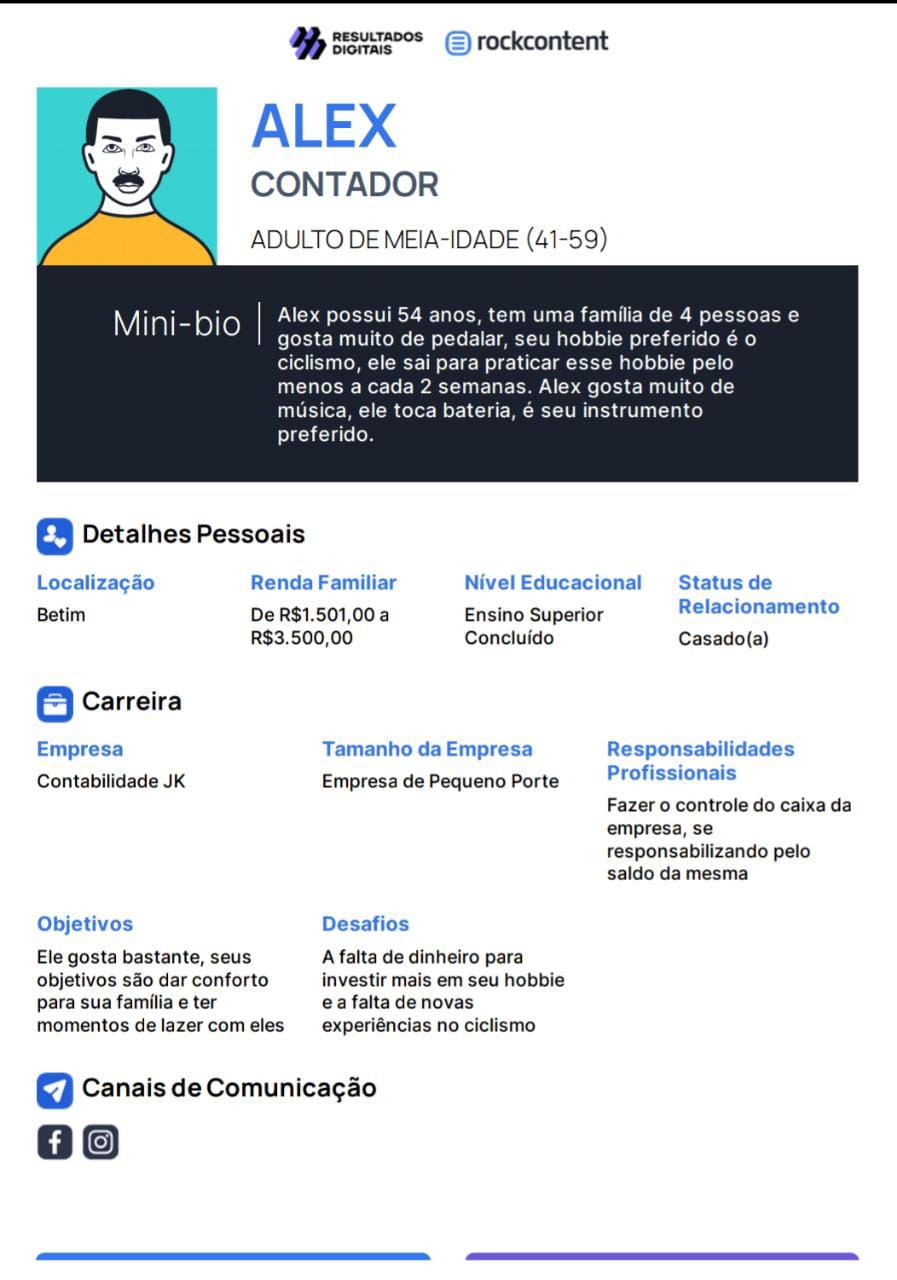 RESULTADOS
DIGITAIS
rockcontent
ALEX
CONTADOR
ADULTO DE MEIA-IDADE (41-59)
Mini-bio
Alex possui 54 anos, tem uma família de 4 pessoas e
gosta muito de pedalar, seu hobbie preferido é o
ciclismo, ele sai para praticar esse hobbie pelo
menos a cada 2 semanas. Alex gosta muito de
música, ele toca bateria, é seu instrumento
preferido.
Detalhes Pessoais
Localização
Betim
Renda Familiar
De R$1.501,00 a
R$3.500,00
Nível Educacional
Ensino Superior
Concluído
Status de
Relacionamento
Casado(a)
Carreira
Empresa
Contabilidade JK
Tamanho da Empresa
Empresa de Pequeno Porte
Responsabilidades
Profissionais
Fazer o controle do caixa da
empresa, se
responsabilizando pelo
saldo da mesma
Objetivos
Ele gosta bastante, seus
objetivos são dar conforto
para sua família e ter
momentos de lazer com eles
Desafios
A falta de dinheiro para
investir mais em seu hobbie
e a falta de novas
experiências no ciclismo
Canais de Comunicação